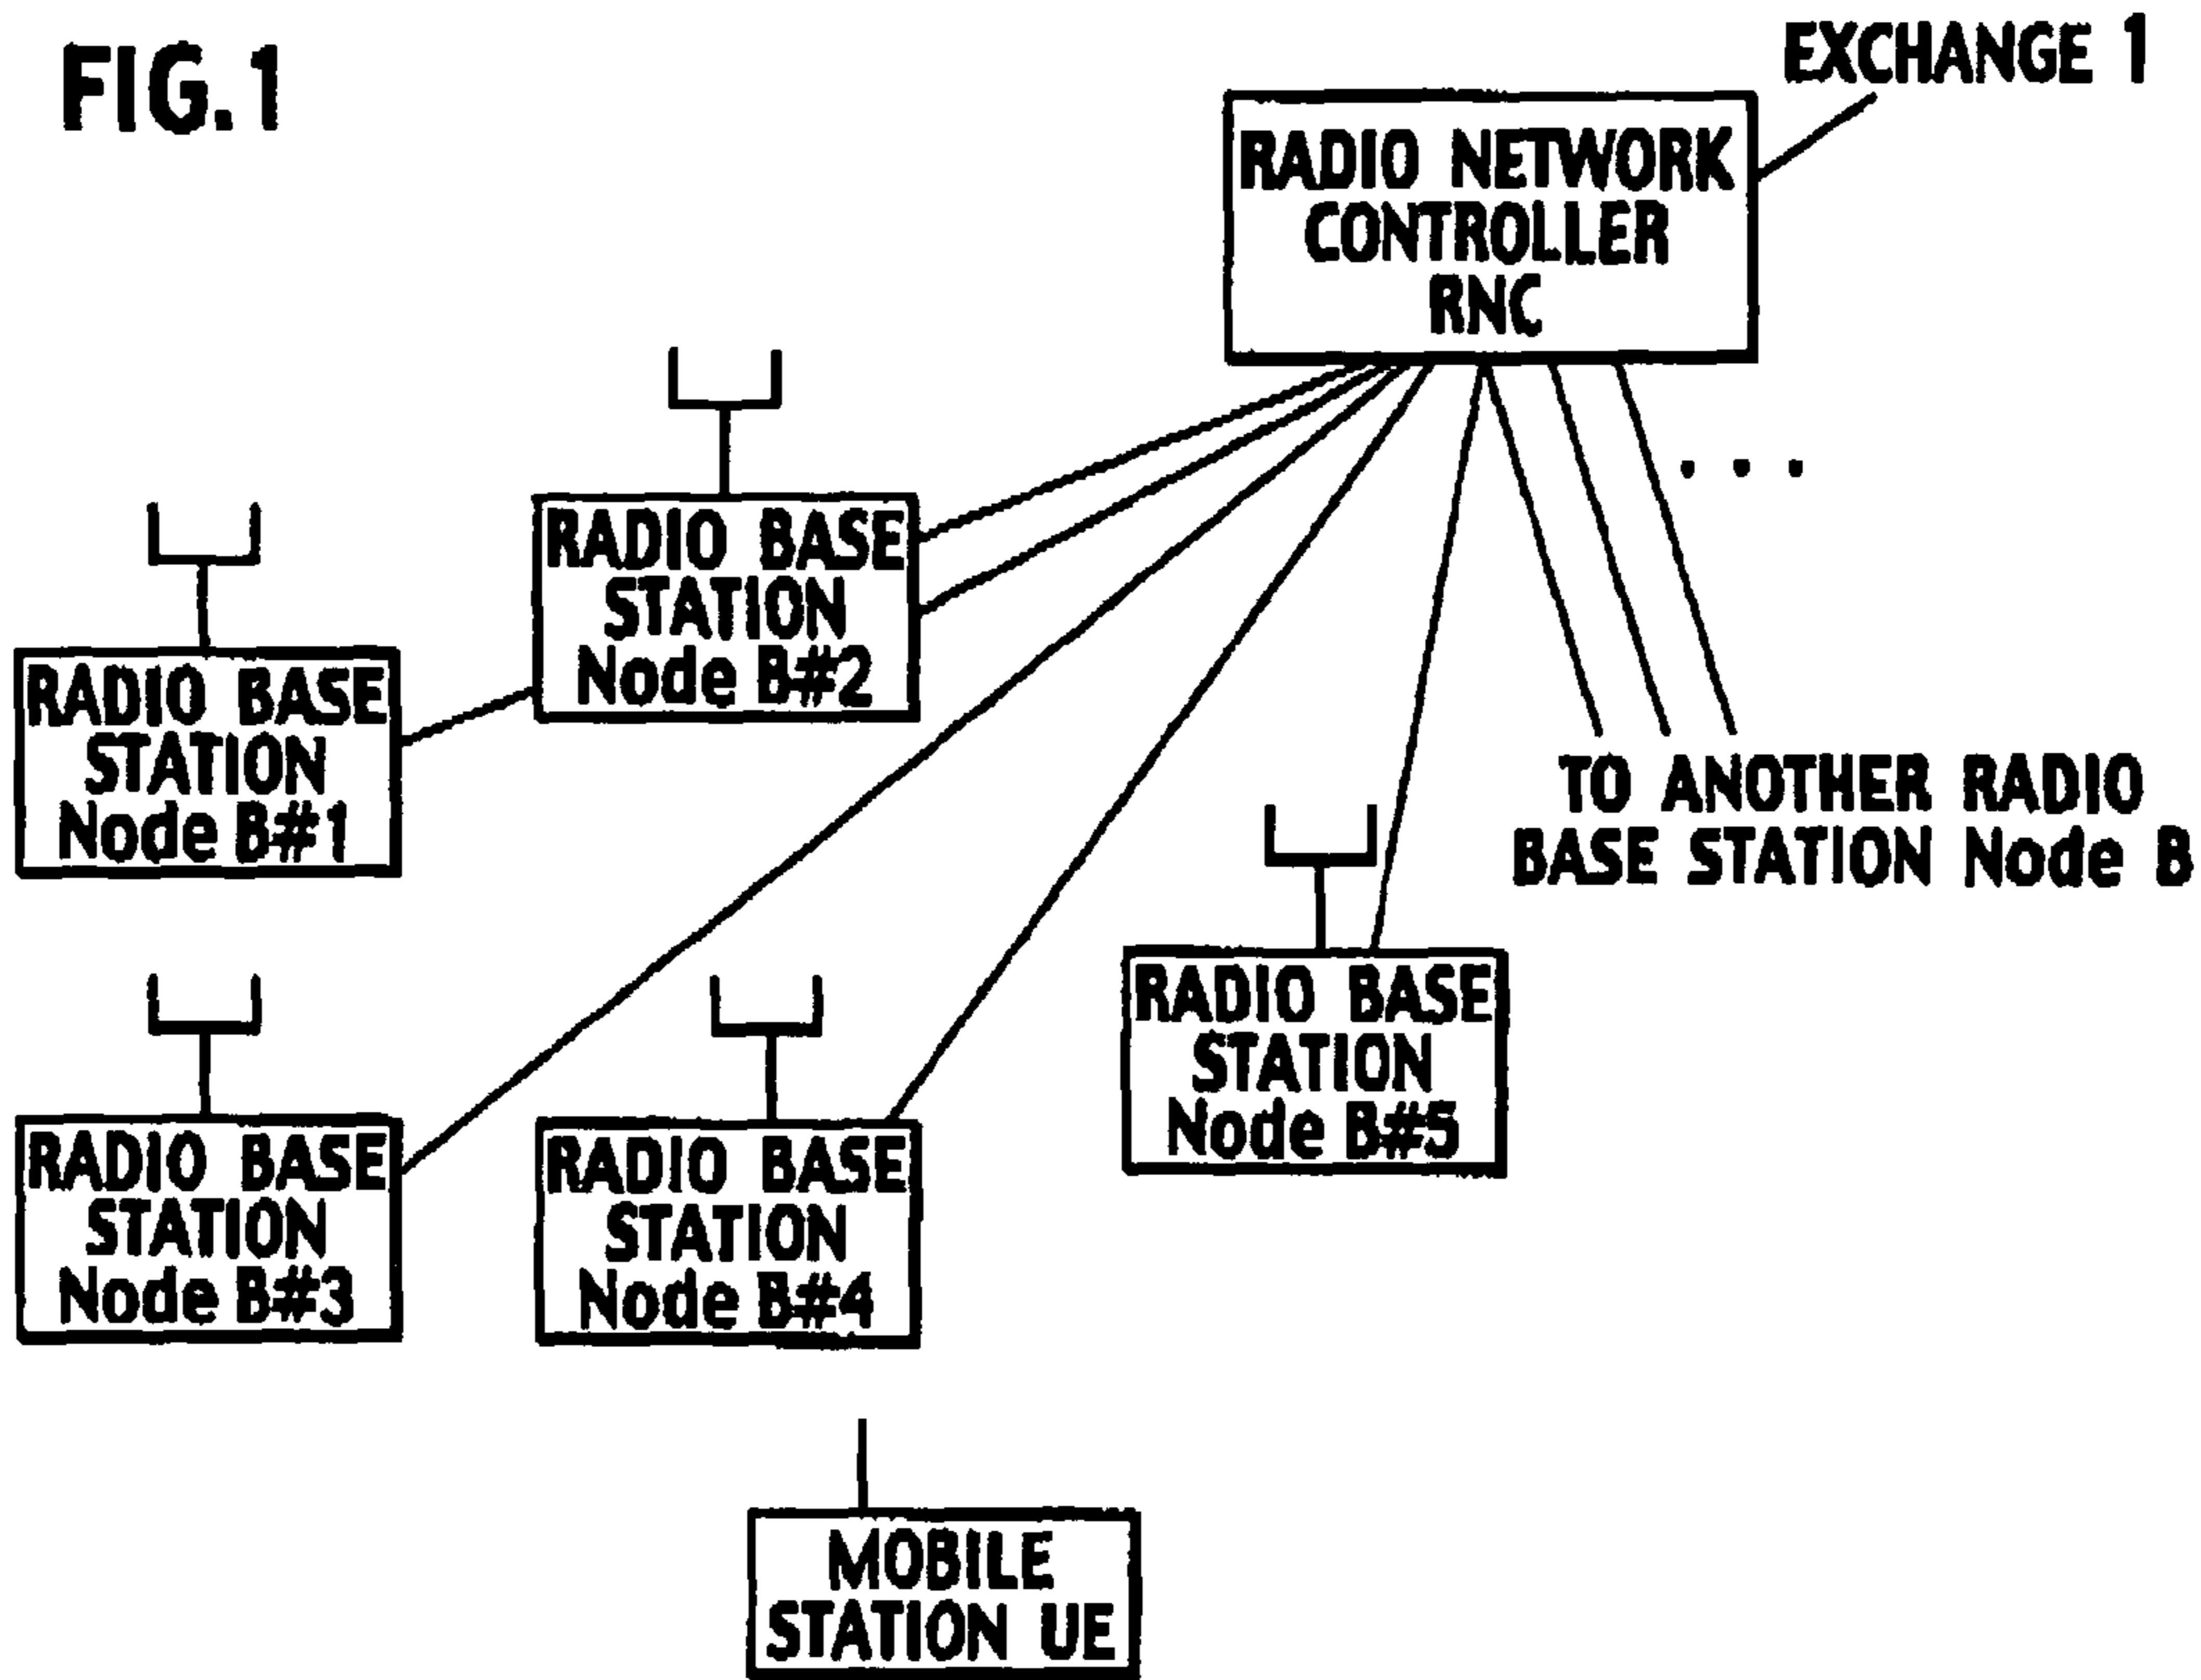 FIG.1
EXCHANGE 1
RADIO NETWORK
CONTROLLER
RNC
RADIO BASE
STATION
Node B#2
RADIO BASE
STATION
Node B#1
. . .
TO ANOTHER RADIO
BASE STATION Node B
RADIO BASE
STATION
Node B#5
RADIO BASE
STATION
Node B#3
RADIO BASE
STATION
Node B#4
MOBILE
STATION UE